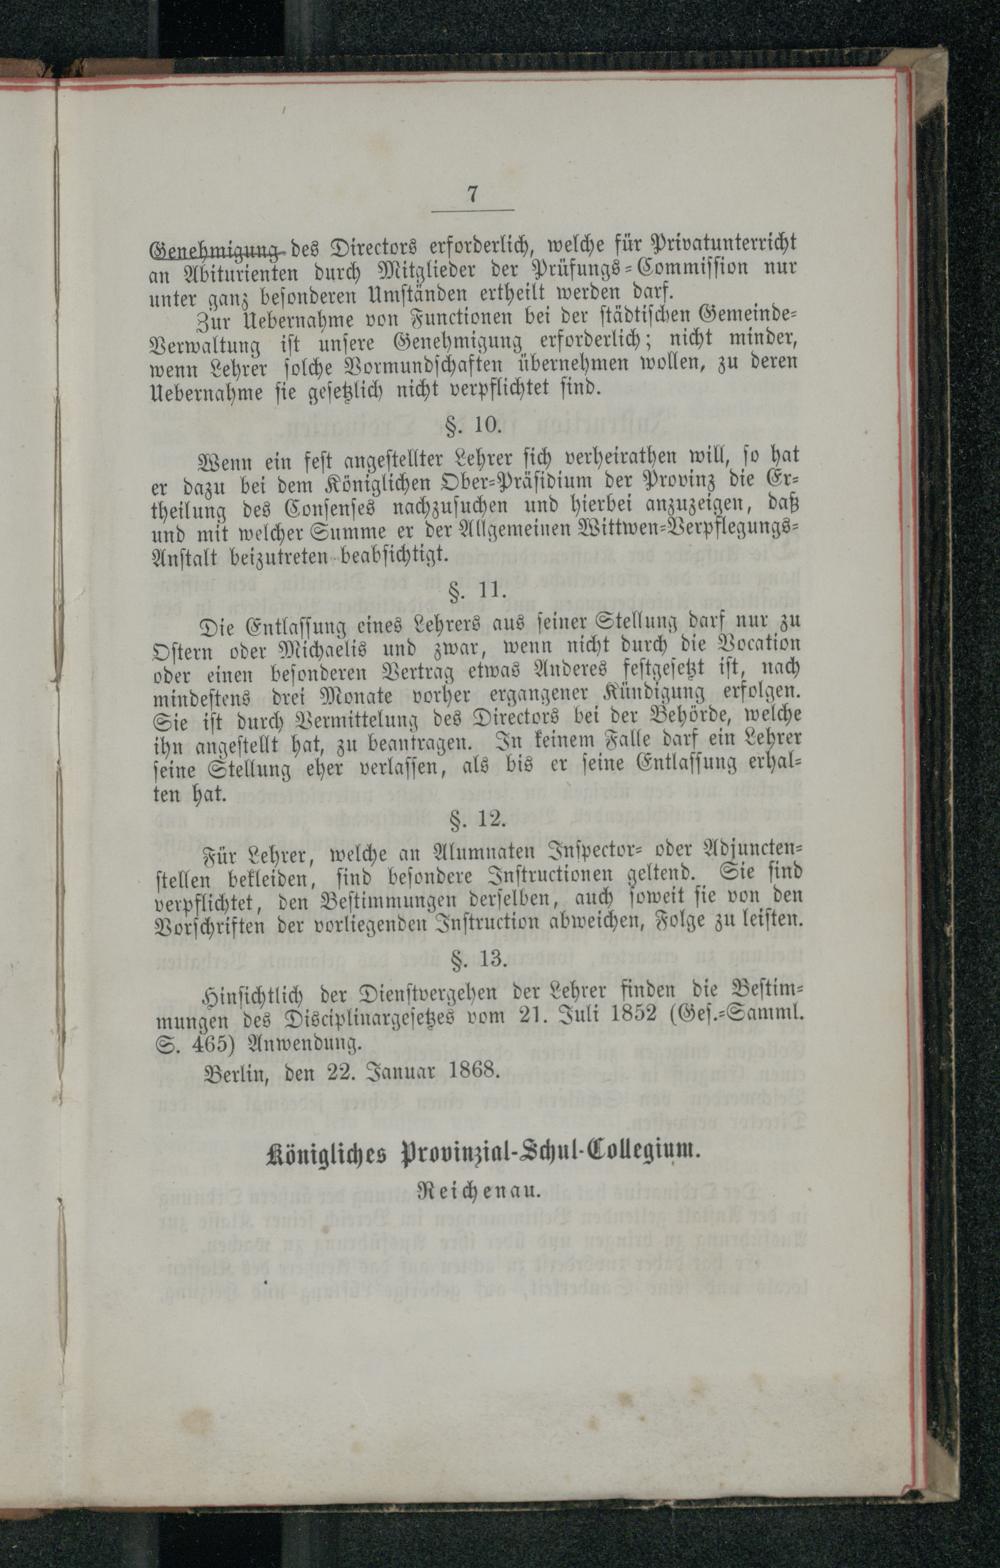 7
Genehmigung des Directors erforderlich, welche für Privatunterricht
an Abiturienten durch Mitglieder der Prüfungs-Commission nur
unter ganz besonderen Umständen ertheilt werden darf.
Zur Uebernahme von Functionen bei der städtischen Gemeinde-
Verwaltung ist unsere Genehmigung erforderlich; nicht minder,
wenn Lehrer solche Vormundschaften übernehmen wollen, zu deren
Uebernahme sie gesetzlich nicht verpflichtet sind.
§. 10.
Wenn ein fest angestellter Lehrer sich verheirathen will, so hat
er dazu bei dem Königlichen Ober-Präsidium der Provinz die Er-
theilung des Consenses nachzusuchen und hierbei anzuzeigen, daß
und mit welcher Summe er der Allgemeinen Wittwen-Verpflegungs-
Anstalt beizutreten beabsichtigt.
§. 11.
Die Entlassung eines Lehrers aus seiner Stellung darf nur zu
Ostern oder Michaelis und zwar, wenn nicht durch die Vocation
oder einen besonderen Vertrag etwas Anderes festgesetzt ist, nach
mindestens drei Monate vorher ergangener Kündigung erfolgen.
Sie ist durch Vermittelung des Directors bei der Behörde, welche
ihn angestellt hat, zu beantragen. In keinem Falle darf ein Lehrer
seine Stellung eher verlassen, als bis er seine Entlassung erhal-
ten hat.
§. 12.
Für Lehrer, welche an Alumnaten Inspector- oder Adjuncten-
stellen bekleiden, sind besondere Instructionen geltend. Sie sind
verpflichtet, den Bestimmungen derselben, auch soweit sie von den
Vorschriften der vorliegenden Instruction abweichen, Folge zu leisten.
§. 13.
Hinsichtlich der Dienstvergehen der Lehrer finden die Bestim-
mungen des Disciplinargesetzes vom 21. Juli 1852 (Ges.-Samml.
S. 465) Anwendung.
Berlin, den 22. Januar 1868.
Königliches Provinzial-Schul-Collegium.
Reichenau.